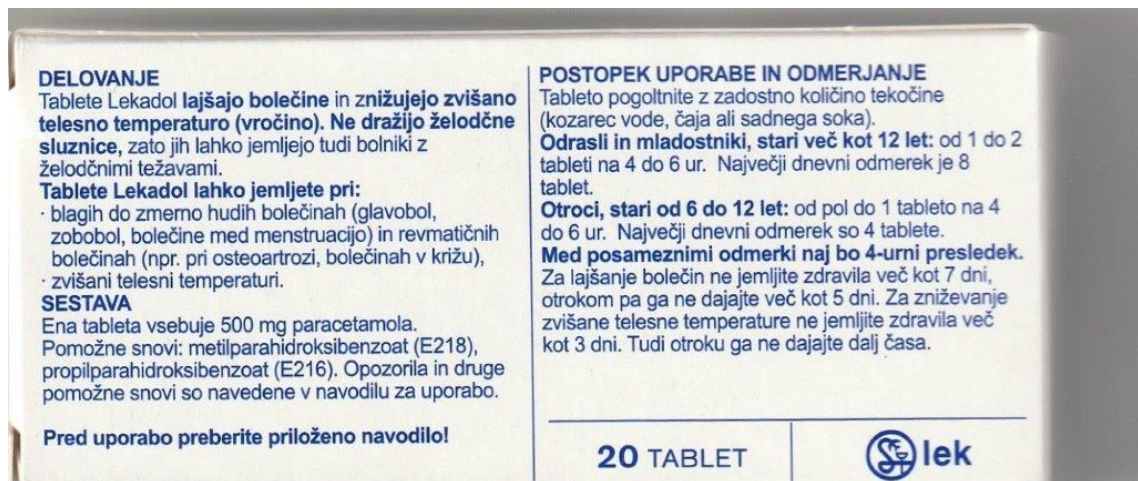 DELOVANJE
Tablete Lekadol lajšajo bolečine in znižujejo zvišano
telesno temperaturo (vročino). Ne dražijo želodčne
sluznice, zato jih lahko jemljejo tudi bolniki z
želodčnimi težavami.
Tablete Lekadol lahko jemljete pri:
· blagih do zmerno hudih bolečinah (glavobol,
zobobol, bolečine med menstruacijo) in revmatičnih
bolečinah (npr. pri osteoartrozi, bolečinah v križu),
· zvišani telesni temperaturi.
SESTAVA
Ena tableta vsebuje 500 mg paracetamola.
Pomožne snovi: metilparahidroksibenzoat (E218),
propilparahidroksibenzoat (E216). Opozorila in druge
pomožne snovi so navedene v navodilu za uporabo.
Pred uporabo preberite priloženo navodilo!
POSTOPEK UPORABE IN ODMERJANJE
Tableto pogoltnite z zadostno količino tekočine
(kozarec vode, čaja ali sadnega soka).
Odrasli in mladostniki, stari več kot 12 let: od 1 do 2
tableti na 4 do 6 ur. Največji dnevni odmerek je 8
tablet.
Otroci, stari od 6 do 12 let: od pol do 1 tableto na 4
do 6 ur. Največji dnevni odmerek so 4 tablete.
Med posameznimi odmerki naj bo 4-urni presledek.
Za lajšanje bolečin ne jemljite zdravila več kot 7 dni,
otrokom pa ga ne dajajte več kot 5 dni. Za zniževanje
zvišane telesne temperature ne jemljite zdravila več
kot 3 dni. Tudi otroku ga ne dajajte dalj časa.
20 TABLET
lek